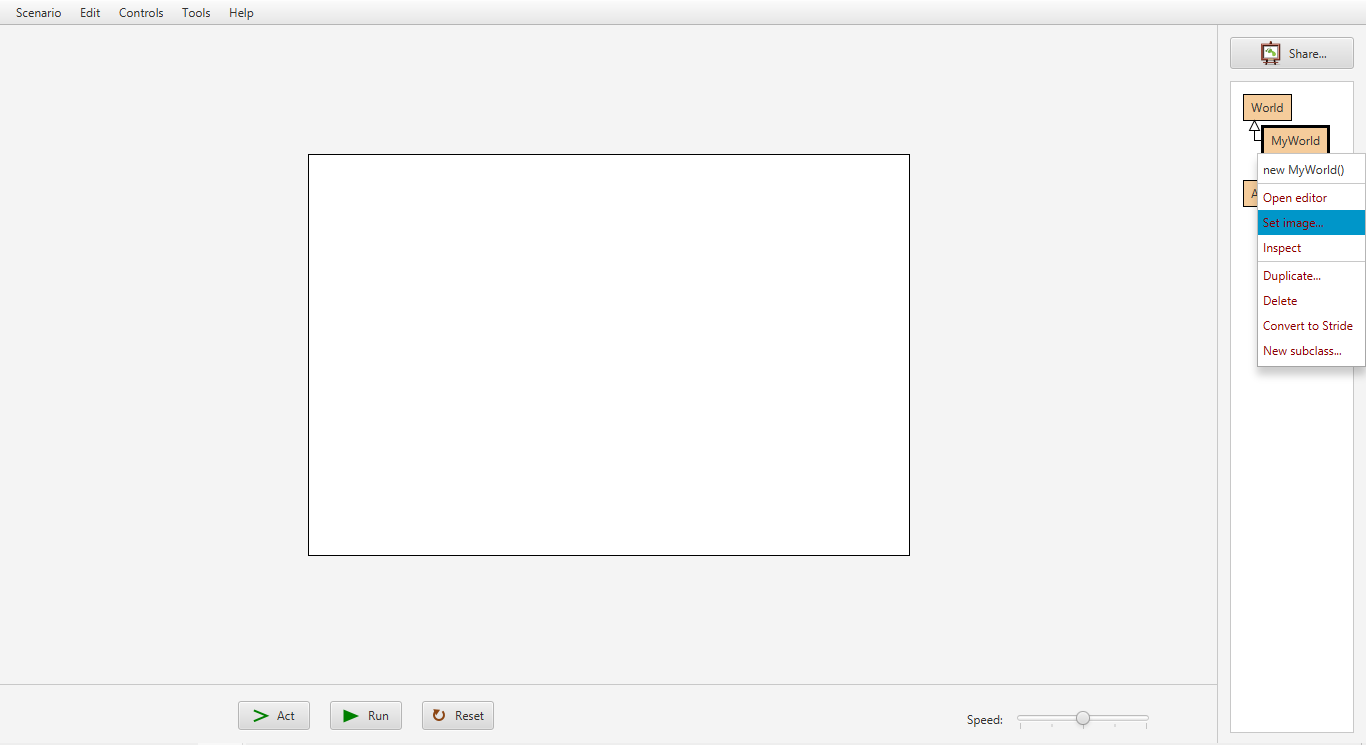 Scenario Edit Controls Tools Help
Share...
World
MyWorld
new MyWorld()
A
Open editor
Set image...
Inspect
Duplicate...
Delete
Convert to Stride
New subclass...
Act Run Reset Speed: